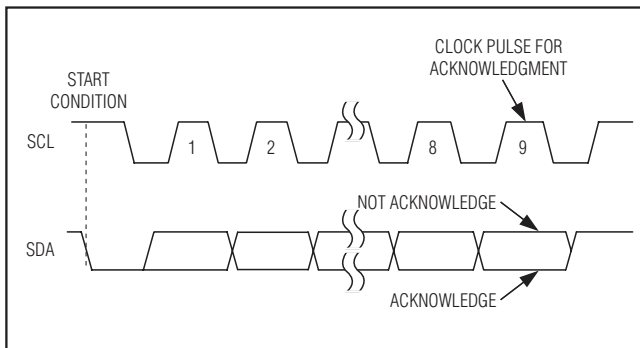 CLOCK PULSE FOR
ACKNOWLEDGMENT
START
CONDITION
SCL
1
2
8
9
NOT ACKNOWLEDGE
SDA
ACKNOWLEDGE